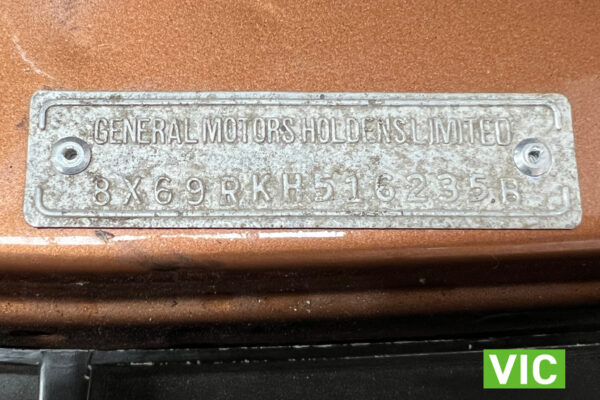 GENERAL MOTORS HOLDENS LIMITED
8X69RKH516235B
VIC